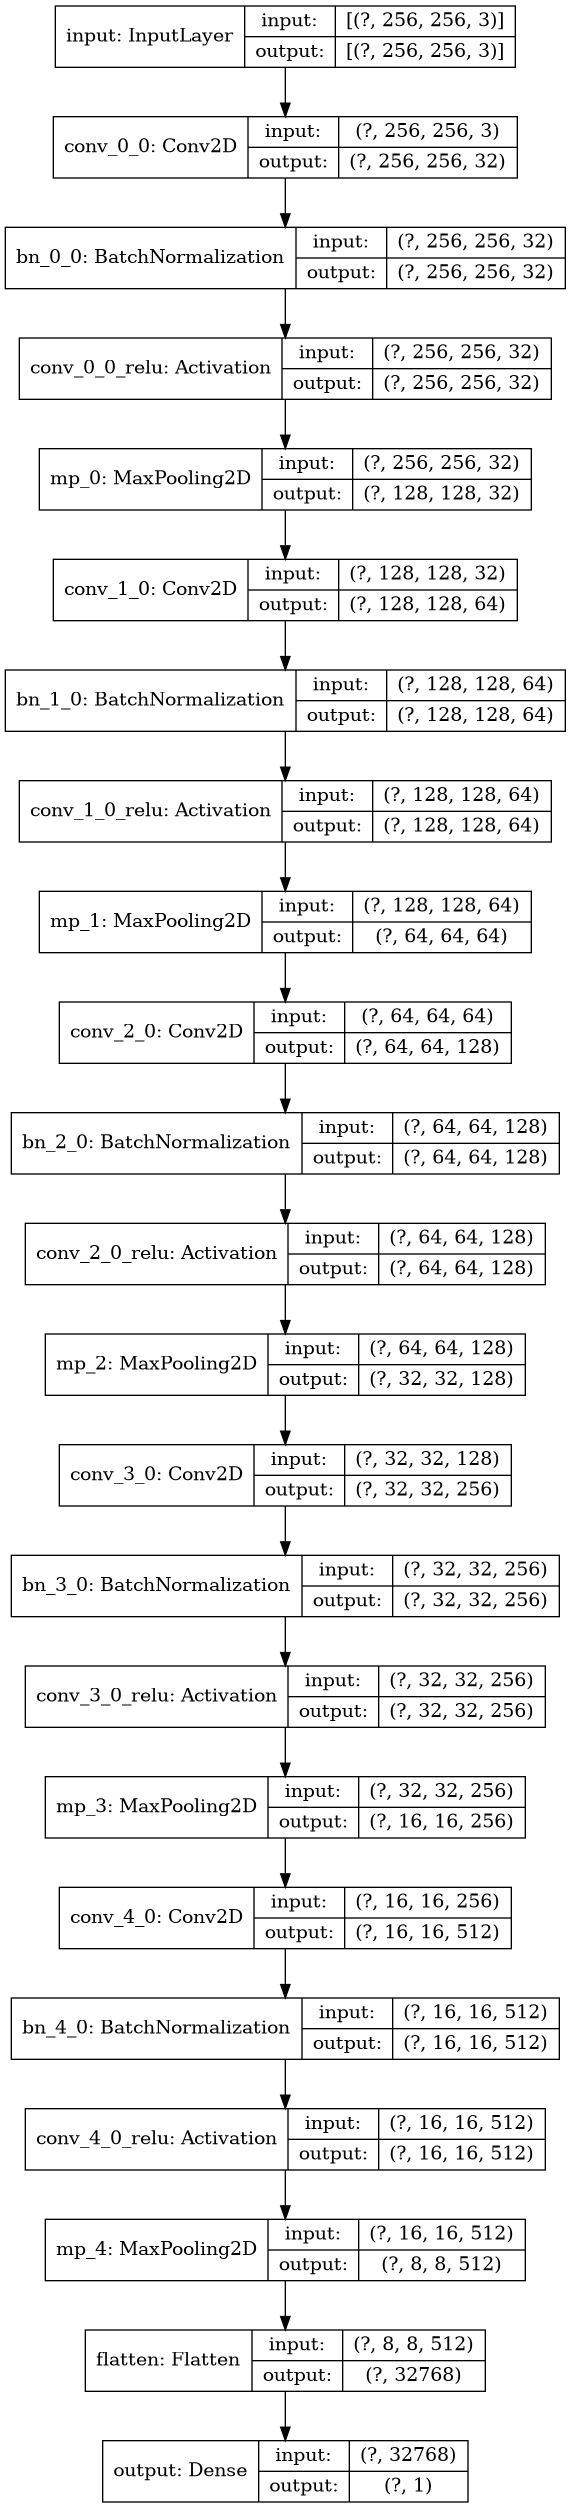 input: InputLayer
input: [(?, 256, 256, 3)]
output: [(?, 256, 256, 3)]
conv_0_0: Conv2D
input: (?, 256, 256, 3)
output: (?, 256, 256, 32)
bn_0_0: BatchNormalization
input: (?, 256, 256, 32)
output: (?, 256, 256, 32)
conv_0_0_relu: Activation
input: (?, 256, 256, 32)
output: (?, 256, 256, 32)
mp_0: MaxPooling2D
input: (?, 256, 256, 32)
output: (?, 128, 128, 32)
conv_1_0: Conv2D
input: (?, 128, 128, 32)
output: (?, 128, 128, 64)
bn_1_0: BatchNormalization
input: (?, 128, 128, 64)
output: (?, 128, 128, 64)
conv_1_0_relu: Activation
input: (?, 128, 128, 64)
output: (?, 128, 128, 64)
mp_1: MaxPooling2D
input: (?, 128, 128, 64)
output: (?, 64, 64, 64)
conv_2_0: Conv2D
input: (?, 64, 64, 64)
output: (?, 64, 64, 128)
bn_2_0: BatchNormalization
input: (?, 64, 64, 128)
output: (?, 64, 64, 128)
conv_2_0_relu: Activation
input: (?, 64, 64, 128)
output: (?, 64, 64, 128)
mp_2: MaxPooling2D
input: (?, 64, 64, 128)
output: (?, 32, 32, 128)
conv_3_0: Conv2D
input: (?, 32, 32, 128)
output: (?, 32, 32, 256)
bn_3_0: BatchNormalization
input: (?, 32, 32, 256)
output: (?, 32, 32, 256)
conv_3_0_relu: Activation
input: (?, 32, 32, 256)
output: (?, 32, 32, 256)
mp_3: MaxPooling2D
input: (?, 32, 32, 256)
output: (?, 16, 16, 256)
conv_4_0: Conv2D
input: (?, 16, 16, 256)
output: (?, 16, 16, 512)
bn_4_0: BatchNormalization
input: (?, 16, 16, 512)
output: (?, 16, 16, 512)
conv_4_0_relu: Activation
input: (?, 16, 16, 512)
output: (?, 16, 16, 512)
mp_4: MaxPooling2D
input: (?, 16, 16, 512)
output: (?, 8, 8, 512)
flatten: Flatten
input: (?, 8, 8, 512)
output: (?, 32768)
output: Dense
input: (?, 32768)
output: (?, 1)